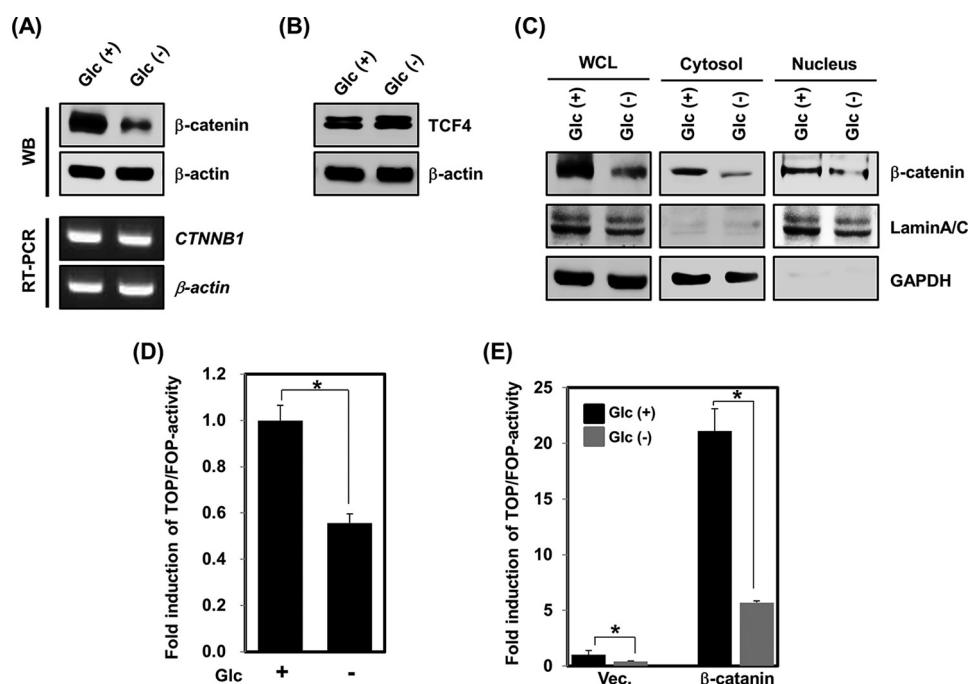 (A)
Glc (+)
Glc (-)
WB
β-catenin
β-actin
RT-PCR
CTNNB1
β-actin
(B)
Glc (+)
Glc (-)
TCF4
β-actin
(C)
WCL
Cytosol
Nucleus
Glc (+)
Glc (-)
Glc (+)
Glc (-)
Glc (+)
Glc (-)
β-catenin
LaminA/C
GAPDH
(D)
Fold induction of TOP/FOP-activity
1.2
1.0
0.8
0.6
0.4
0.2
0.0
*
Glc + -
(E)
Fold induction of TOP/FOP-activity
25
20
15
10
5
0
Glc (+)
Glc (-)
*
*
Vec.
β-catanin